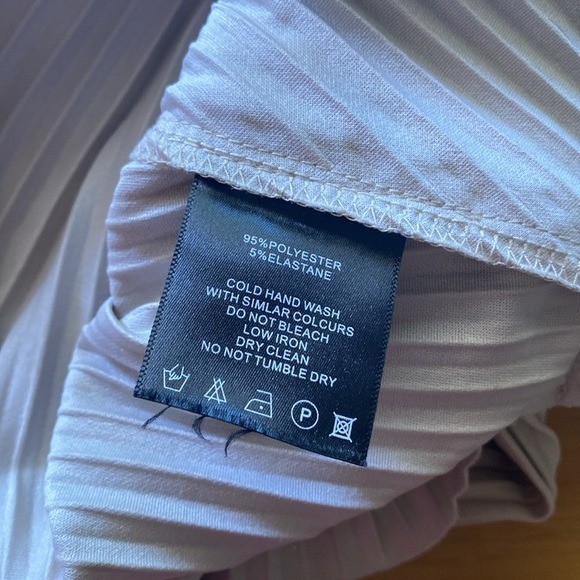 95%POLYESTER
5%ELASTANE
COLD HAND WASH
WITH SIMLAR COLOURS
DO NOT BLEACH
LOW IRON
DRY CLEAN
NO NOT TUMBLE DRY
P